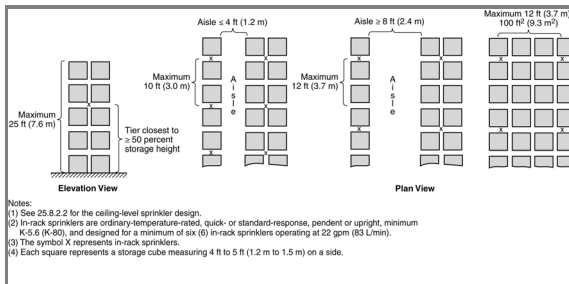 Aisle ≤ 4 ft (1.2 m)
Aisle ≥ 8 ft (2.4 m)
Maximum 12 ft (3.7 m)
100 ft² (9.3 m²)
Maximum
25 ft (7.6 m)
x
Tier closest to
≥ 50 percent
storage height
Maximum
10 ft (3.0 m)
A
i
s
l
e
Maximum
12 ft (3.7 m)
A
i
s
l
e
Elevation View
Plan View
Notes:
(1) See 25.8.2.2 for the ceiling-level sprinkler design.
(2) In-rack sprinklers are ordinary-temperature-rated, quick- or standard-response, pendent or upright, minimum
K-5.6 (K-80), and designed for a minimum of six (6) in-rack sprinklers operating at 22 gpm (83 L/min).
(3) The symbol X represents in-rack sprinklers.
(4) Each square represents a storage cube measuring 4 ft to 5 ft (1.2 m to 1.5 m) on a side.